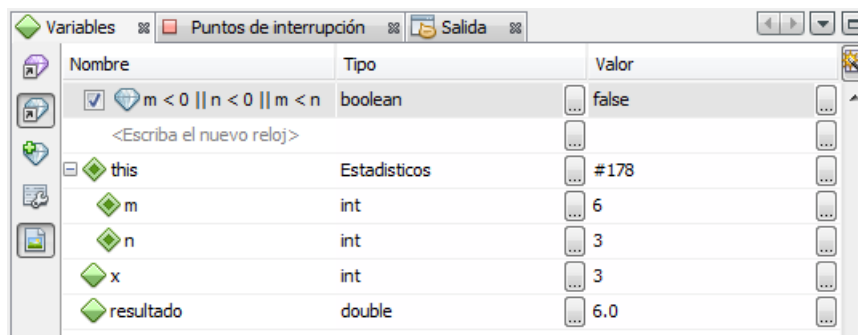 Variables Puntos de interrupción Salida
Nombre Tipo Valor
m < 0 || n < 0 || m < n boolean ... false ...
<Escriba el nuevo reloj> ... ...
this Estadisticos ... #178 ...
m int ... 6 ...
n int ... 3 ...
x int ... 3 ...
resultado double ... 6.0 ...